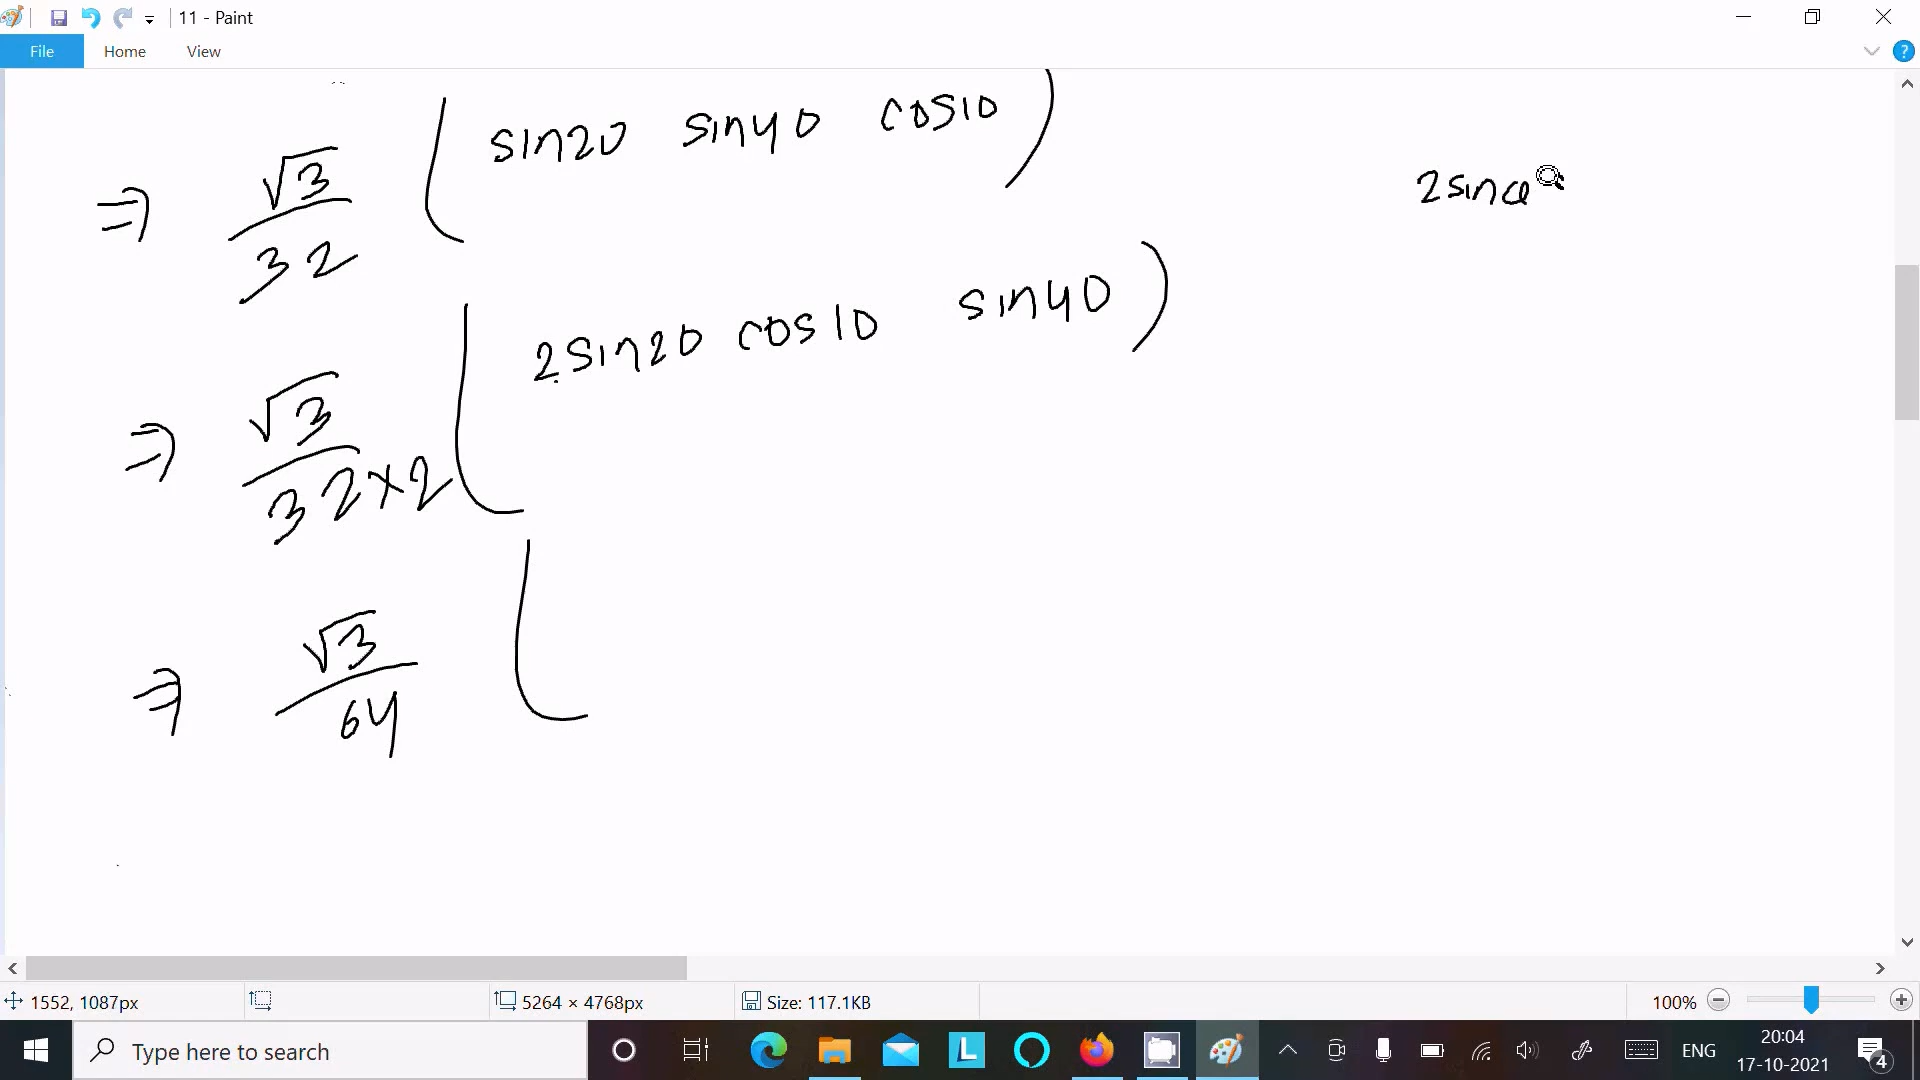 11 - Paint
File Home View
⇒ √3/32 ( sin20 sin40 cos10 )
2sinα
⇒ √3/32×2 ( 2sin20 cos10 sin40 )
⇒ √3/64 (
1552, 1087px 5264 × 4768px Size: 117.1KB 100%
Type here to search L ENG 20:04
17-10-2021 4